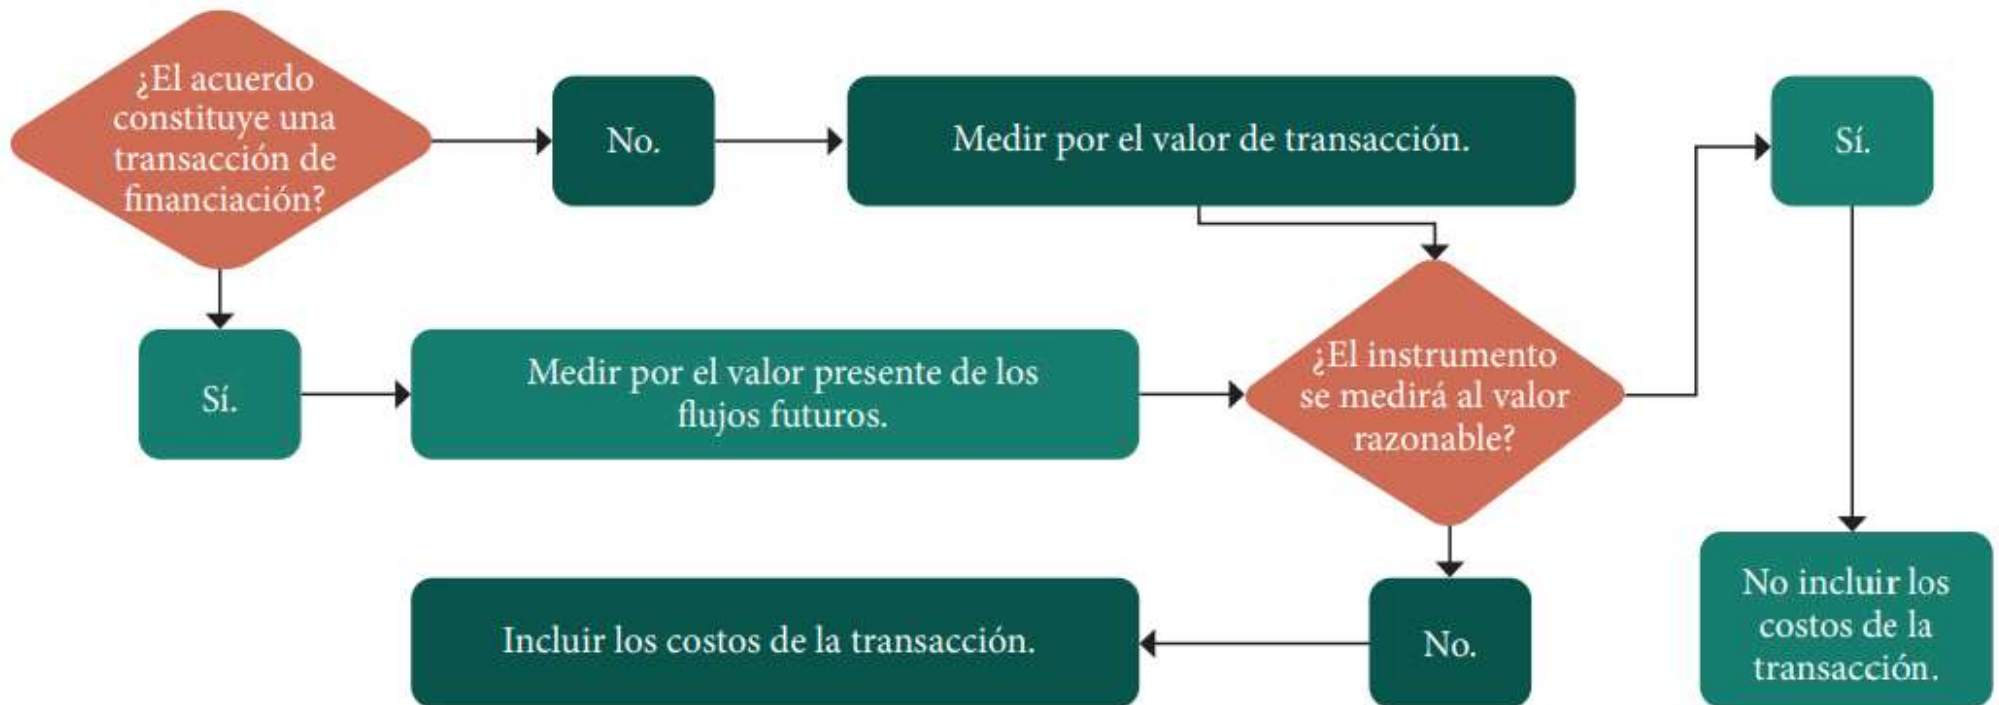 ¿El acuerdo
constituye una
transacción de
financiación?
No.
Medir por el valor de transacción.
Sí.
Sí.
Medir por el valor presente de los
flujos futuros.
¿El instrumento
se medirá al valor
razonable?
Incluir los costos de la transacción.
No.
No incluir los
costos de la
transacción.